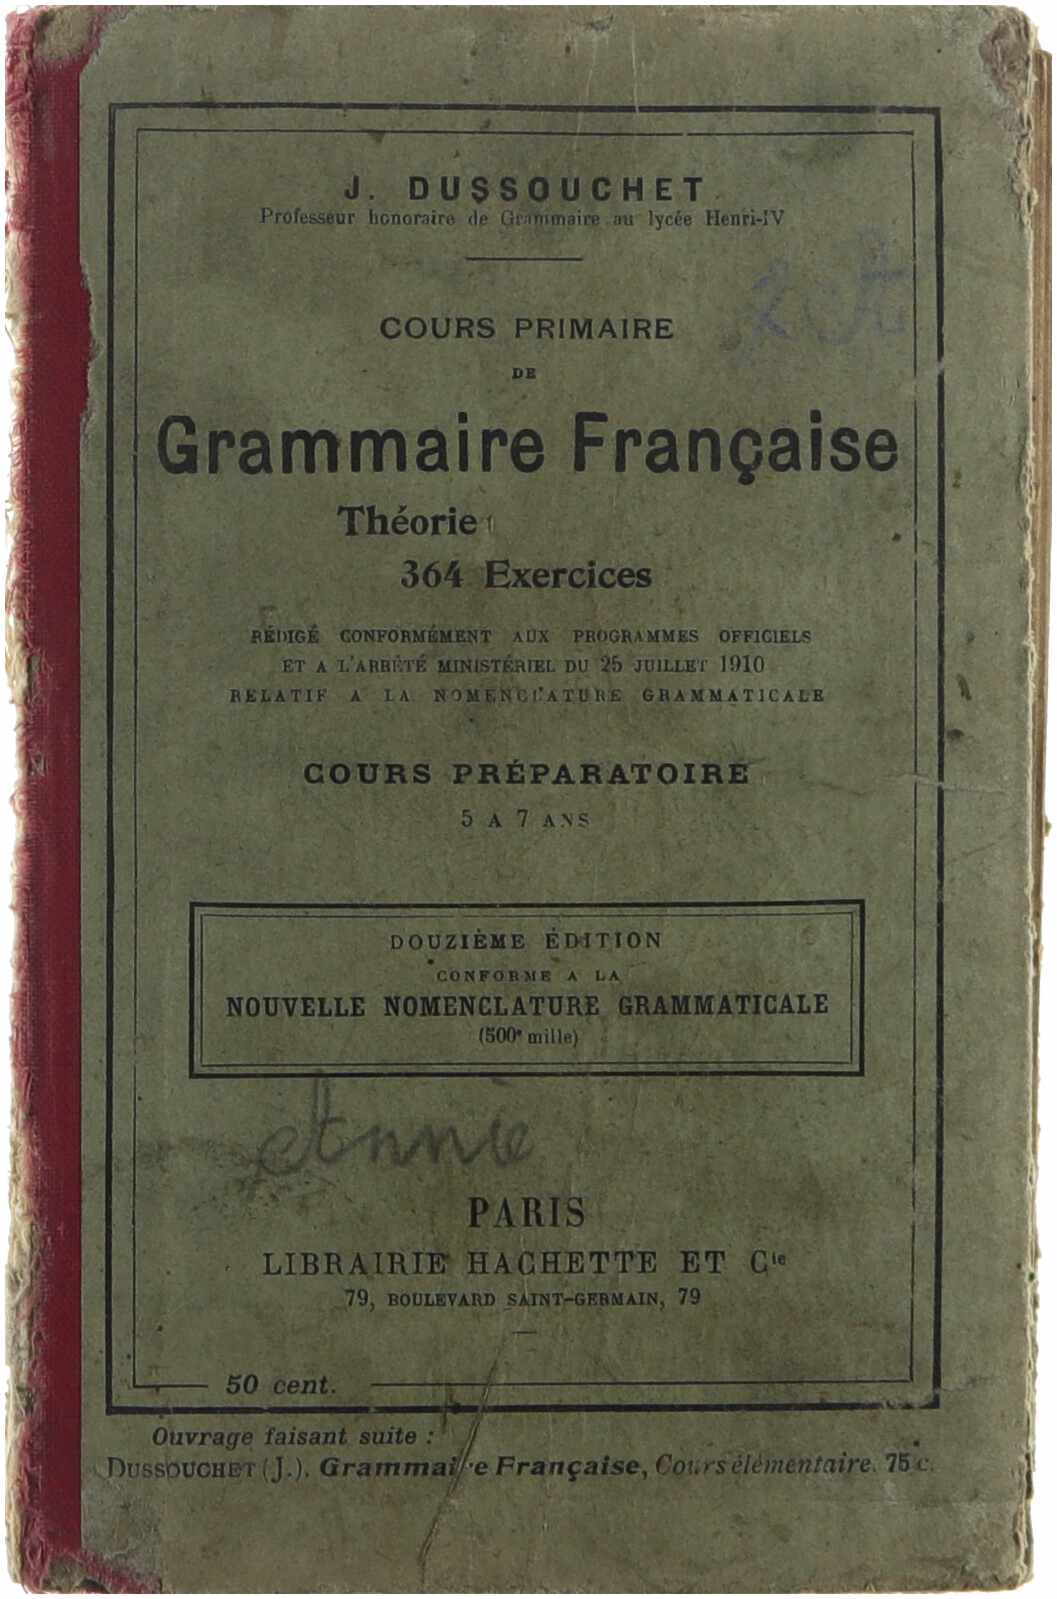 J. DUSSOUCHET
Professeur honoraire de Grammaire au lycée Henri-IV
COURS PRIMAIRE
DE
Grammaire Française
Théorie
364 Exercices
RÉDIGÉ CONFORMÉMENT AUX PROGRAMMES OFFICIELS
ET A L'ARRÊTÉ MINISTÉRIEL DU 25 JUILLET 1910
RELATIF A LA NOMENCLATURE GRAMMATICALE
COURS PRÉPARATOIRE
5 A 7 ANS
DOUZIÈME ÉDITION
CONFORME A LA
NOUVELLE NOMENCLATURE GRAMMATICALE
(500e mille)
Annie
PARIS
LIBRAIRIE HACHETTE ET Cie
79, BOULEVARD SAINT-GERMAIN, 79
50 cent.
Ouvrage faisant suite :
DUSSOUCHET (J.). Grammaire Française, Cours élémentaire. 75 c.